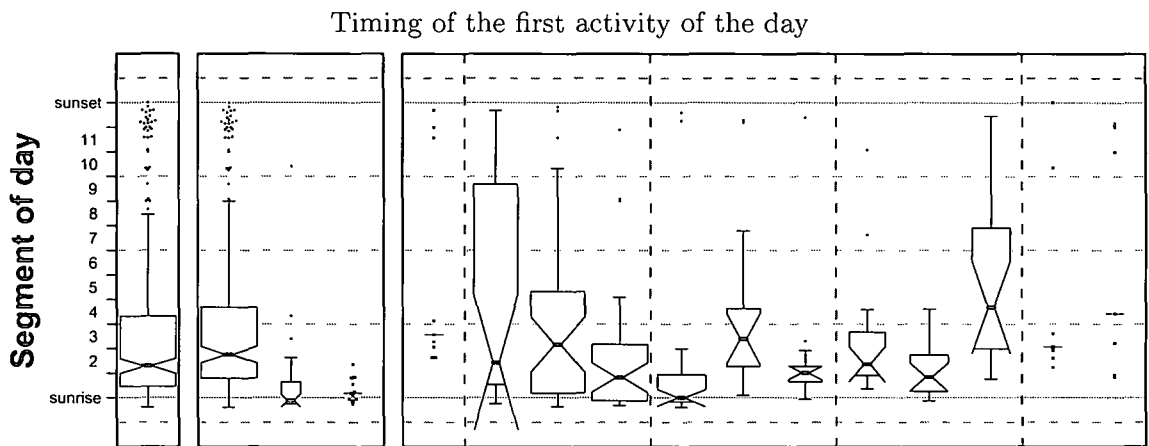 Timing of the first activity of the day
Segment of day
sunset
11
10
9
8
7
6
5
4
3
2
sunrise